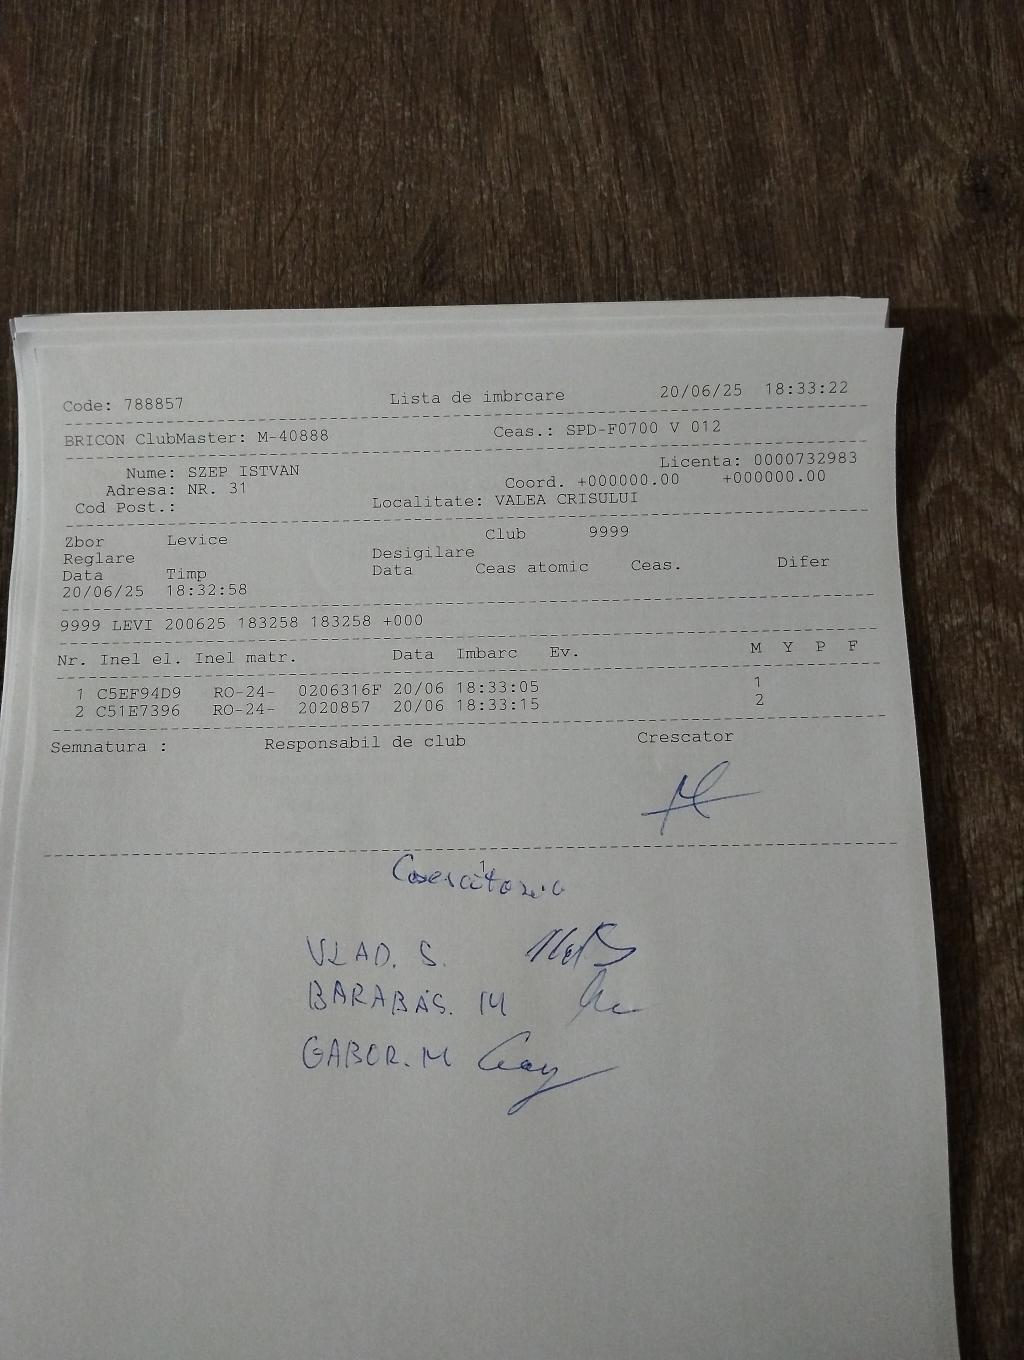 Code: 788857 Lista de imbrcare 20/06/25 18:33:22
BRICON ClubMaster: M-40888 Ceas.: SPD-F0700 V 012
Nume: SZEP ISTVAN Licenta: 0000732983
Adresa: NR. 31 Coord. +000000.00 +000000.00
Cod Post.: Localitate: VALEA CRISULUI
Zbor Levice Club 9999
Reglare Desigilare
Data Timp Data Ceas atomic Ceas. Difer
20/06/25 18:32:58
9999 LEVI 200625 183258 183258 +000
Nr. Inel el. Inel matr. Data Imbarc Ev. M Y P F
1 C5EF94D9 RO-24- 0206316F 20/06 18:33:05 1
2 C51E7396 RO-24- 2020857 20/06 18:33:15 2
Semnatura : Responsabil de club Crescator
VLAD. S.
BARABÁS. M
GABOR. M